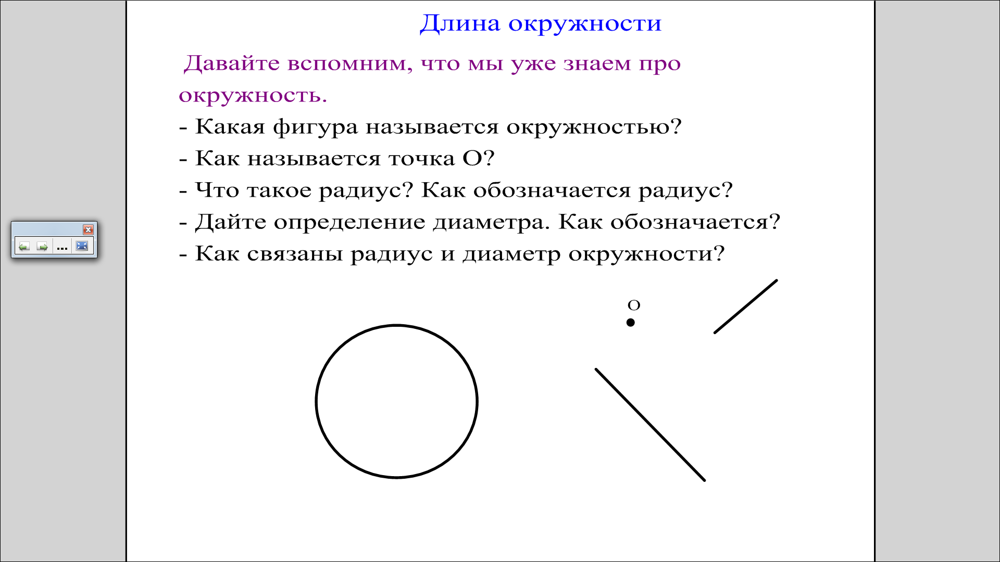 Длина окружности
Давайте вспомним, что мы уже знаем про
окружность.
- Какая фигура называется окружностью?
- Как называется точка О?
- Что такое радиус? Как обозначается радиус?
- Дайте определение диаметра. Как обозначается?
- Как связаны радиус и диаметр окружности?
О